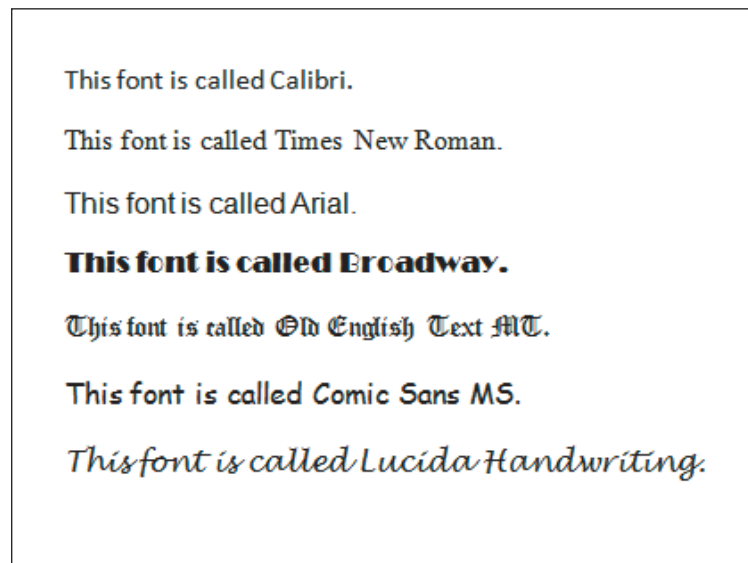 This font is called Calibri.
This font is called Times New Roman.
This font is called Arial.
This font is called Broadway.
This font is called Old English Text MT.
This font is called Comic Sans MS.
This font is called Lucida Handwriting.